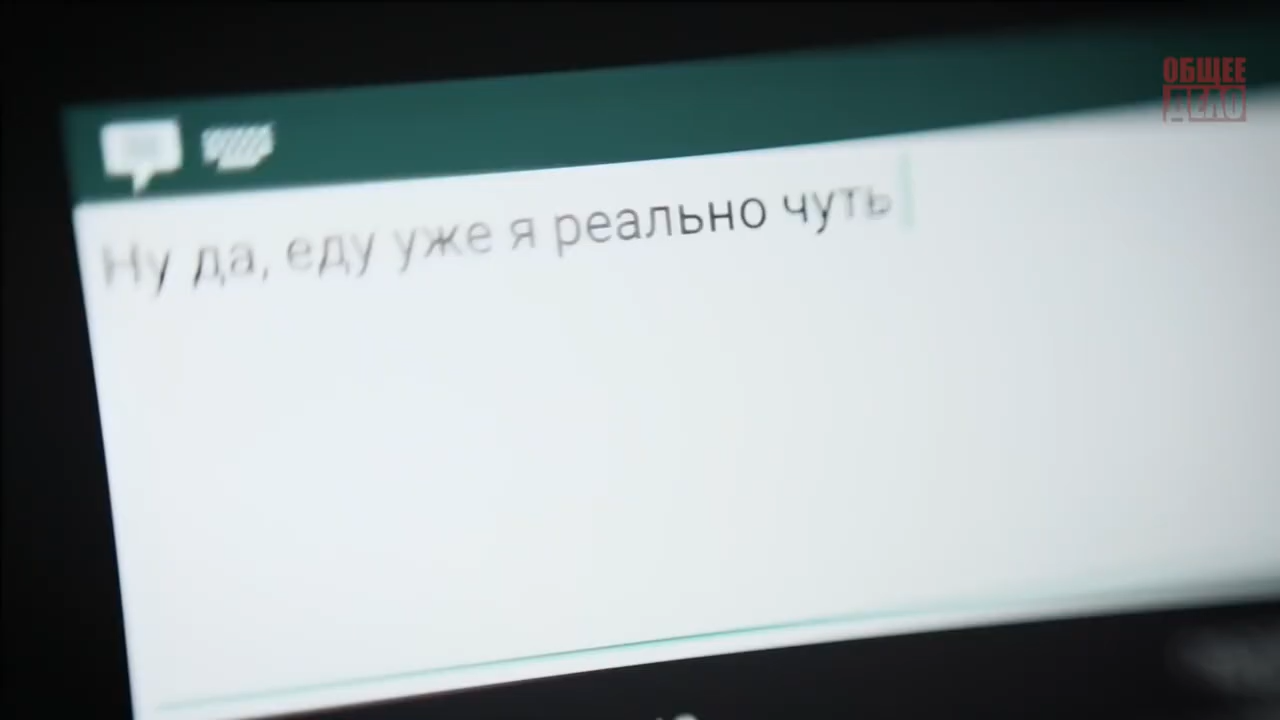 ОБЩЕЕ
ДЕЛО
Ну да, еду уже я реально чуть